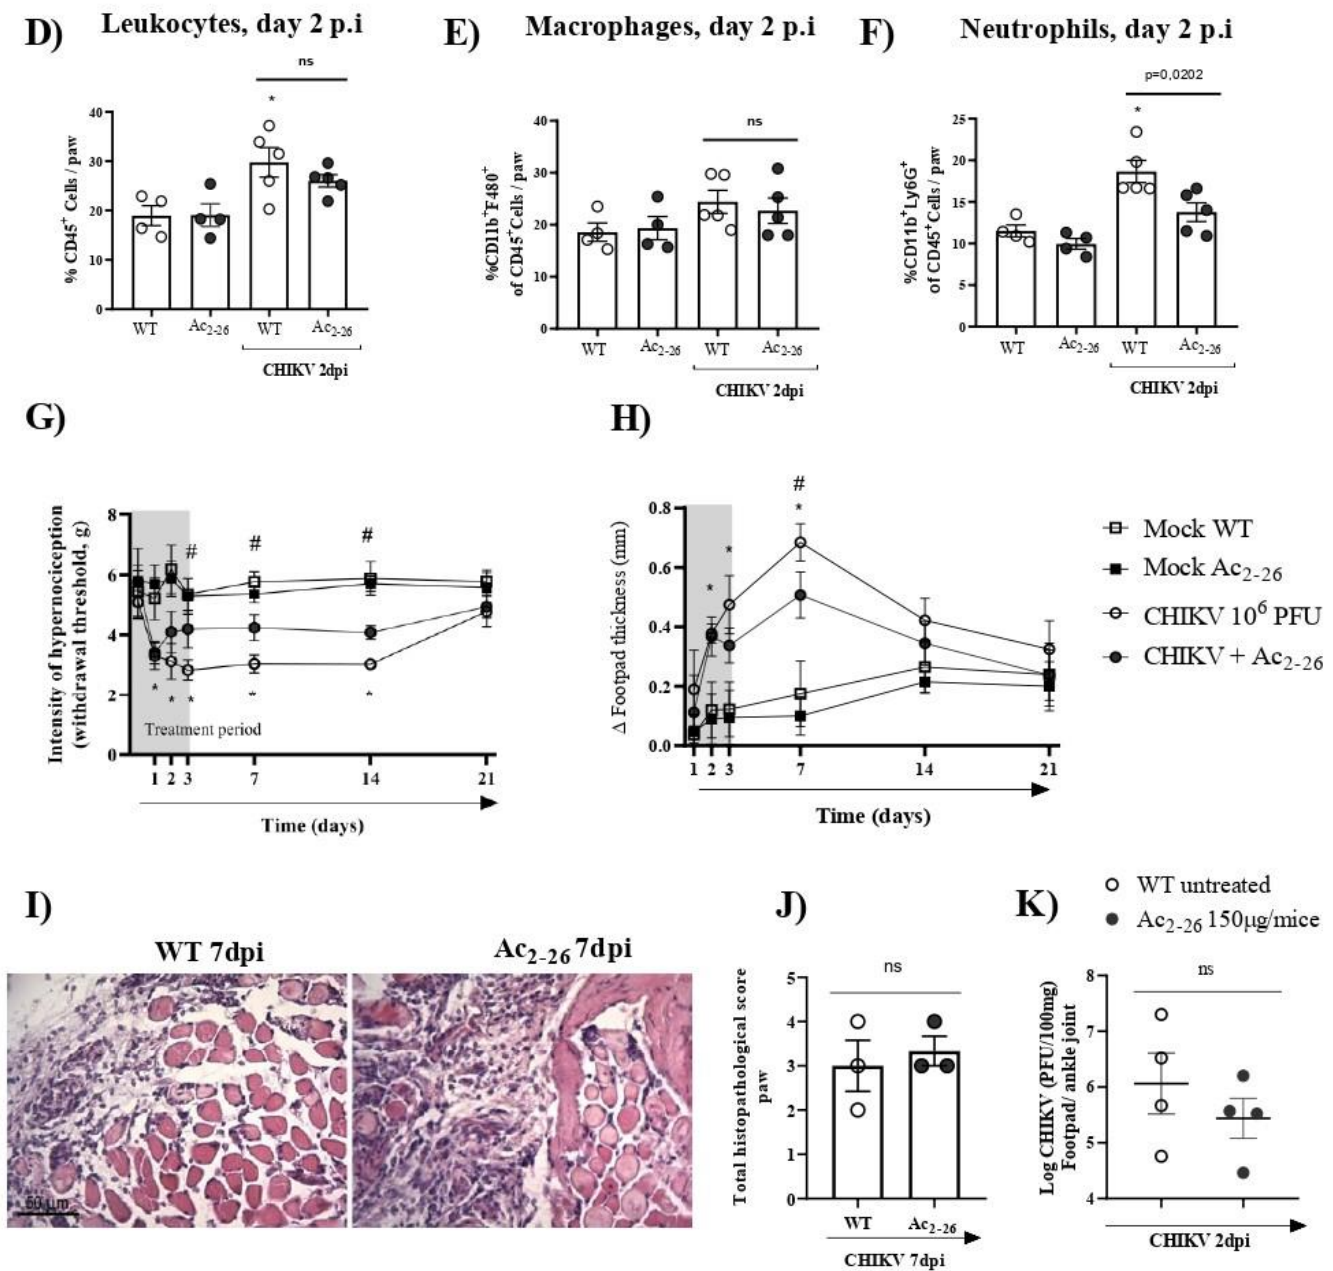 D)
Leukocytes, day 2 p.i
ns
*
% CD45+ Cells / paw
40
30
20
10
0
WT
Ac2-26
WT
Ac2-26
CHIKV 2dpi
E)
Macrophages, day 2 p.i
ns
%CD11b+F480+
of CD45+Cells / paw
40
30
20
10
0
WT
Ac2-26
WT
Ac2-26
CHIKV 2dpi
F)
Neutrophils, day 2 p.i
p=0,0202
*
%CD11b+Ly6G+
of CD45+Cells / paw
25
20
15
10
5
0
WT
Ac2-26
WT
Ac2-26
CHIKV 2dpi
G)
Intensity of hypernociception
(withdrawal threshold, g)
8
6
4
2
0
# # #
* * * * *
Treatment period
1 2 3 7 14 21
Time (days)
H)
Δ Footpad thickness (mm)
0.8
0.6
0.4
0.2
0.0
#
* * *
1 2 3 7 14 21
Time (days)
Mock WT
Mock Ac2-26
CHIKV 10^6 PFU
CHIKV + Ac2-26
I)
WT 7dpi
Ac2-26 7dpi
50 µm
J)
ns
Total histopathological score
paw
5
4
3
2
1
0
WT
Ac2-26
CHIKV 7dpi
K)
WT untreated
Ac2-26 150µg/mice
ns
Log CHIKV (PFU/100mg)
Footpad/ ankle joint
8
7
6
5
4
CHIKV 2dpi